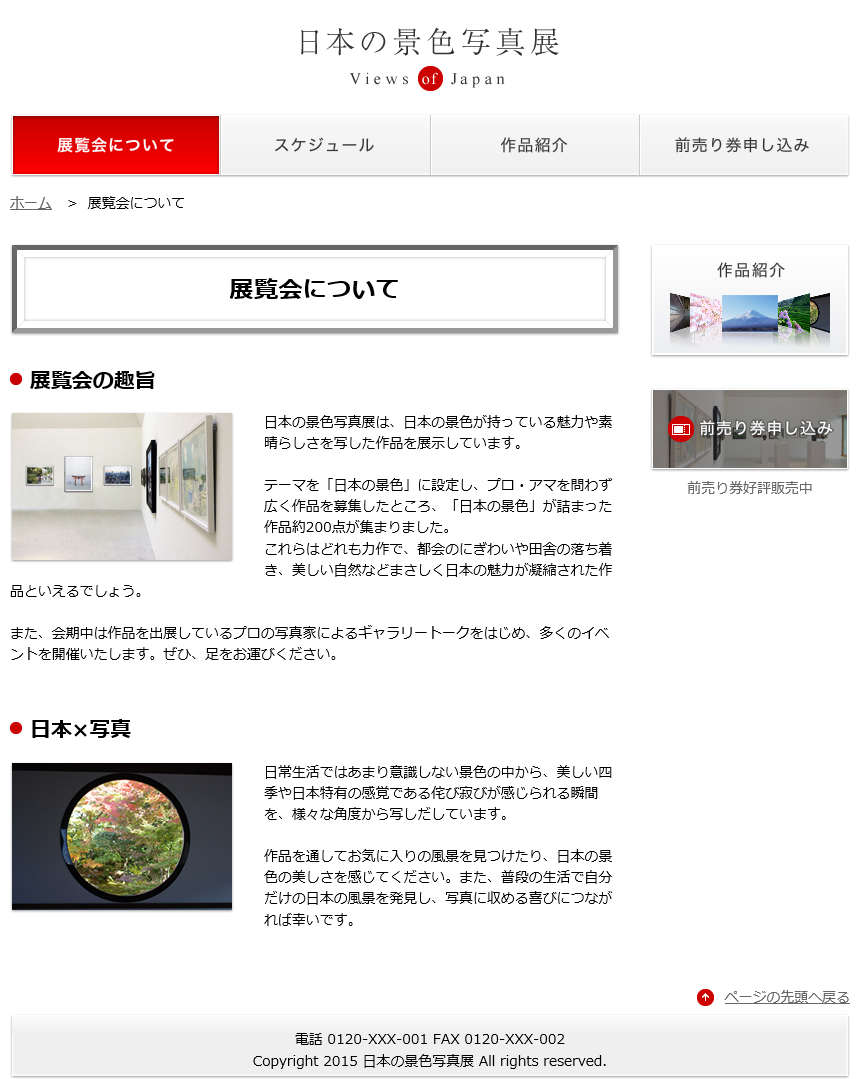 日本の景色写真展
Views of Japan
展覧会について
スケジュール
作品紹介
前売り券申し込み
ホーム > 展覧会について
展覧会について
作品紹介
前売り券申し込み
前売り券好評販売中
展覧会の趣旨
日本の景色写真展は、日本の景色が持っている魅力や素
晴らしさを写した作品を展示しています。
テーマを「日本の景色」に設定し、プロ・アマを問わず
広く作品を募集したところ、「日本の景色」が詰まった
作品約200点が集まりました。
これらはどれも力作で、都会のにぎわいや田舎の落ち着
き、美しい自然などまさしく日本の魅力が凝縮された作
品といえるでしょう。
また、会期中は作品を出展しているプロの写真家によるギャラリートークをはじめ、多くのイベ
ントを開催いたします。ぜひ、足をお運びください。
日本×写真
日常生活ではあまり意識しない景色の中から、美しい四
季や日本特有の感覚である侘び寂びが感じられる瞬間
を、様々な角度から写しだしています。
作品を通してお気に入りの風景を見つけたり、日本の景
色の美しさを感じてください。また、普段の生活で自分
だけの日本の風景を発見し、写真に収める喜びにつなが
れば幸いです。
ページの先頭へ戻る
電話 0120-XXX-001 FAX 0120-XXX-002
Copyright 2015 日本の景色写真展 All rights reserved.